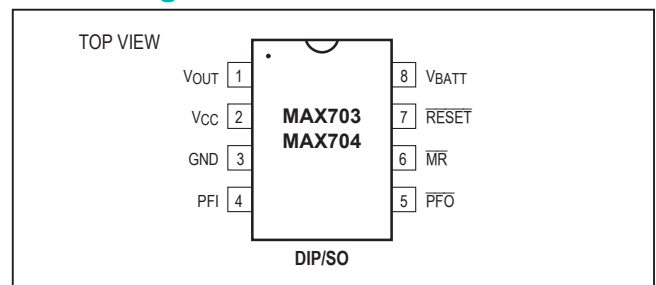 TOP VIEW
VOUT 1 8 VBATT
VCC 2 MAX703 7 RESET
MAX704
GND 3 6 MR
PFI 4 5 PFO
DIP/SO